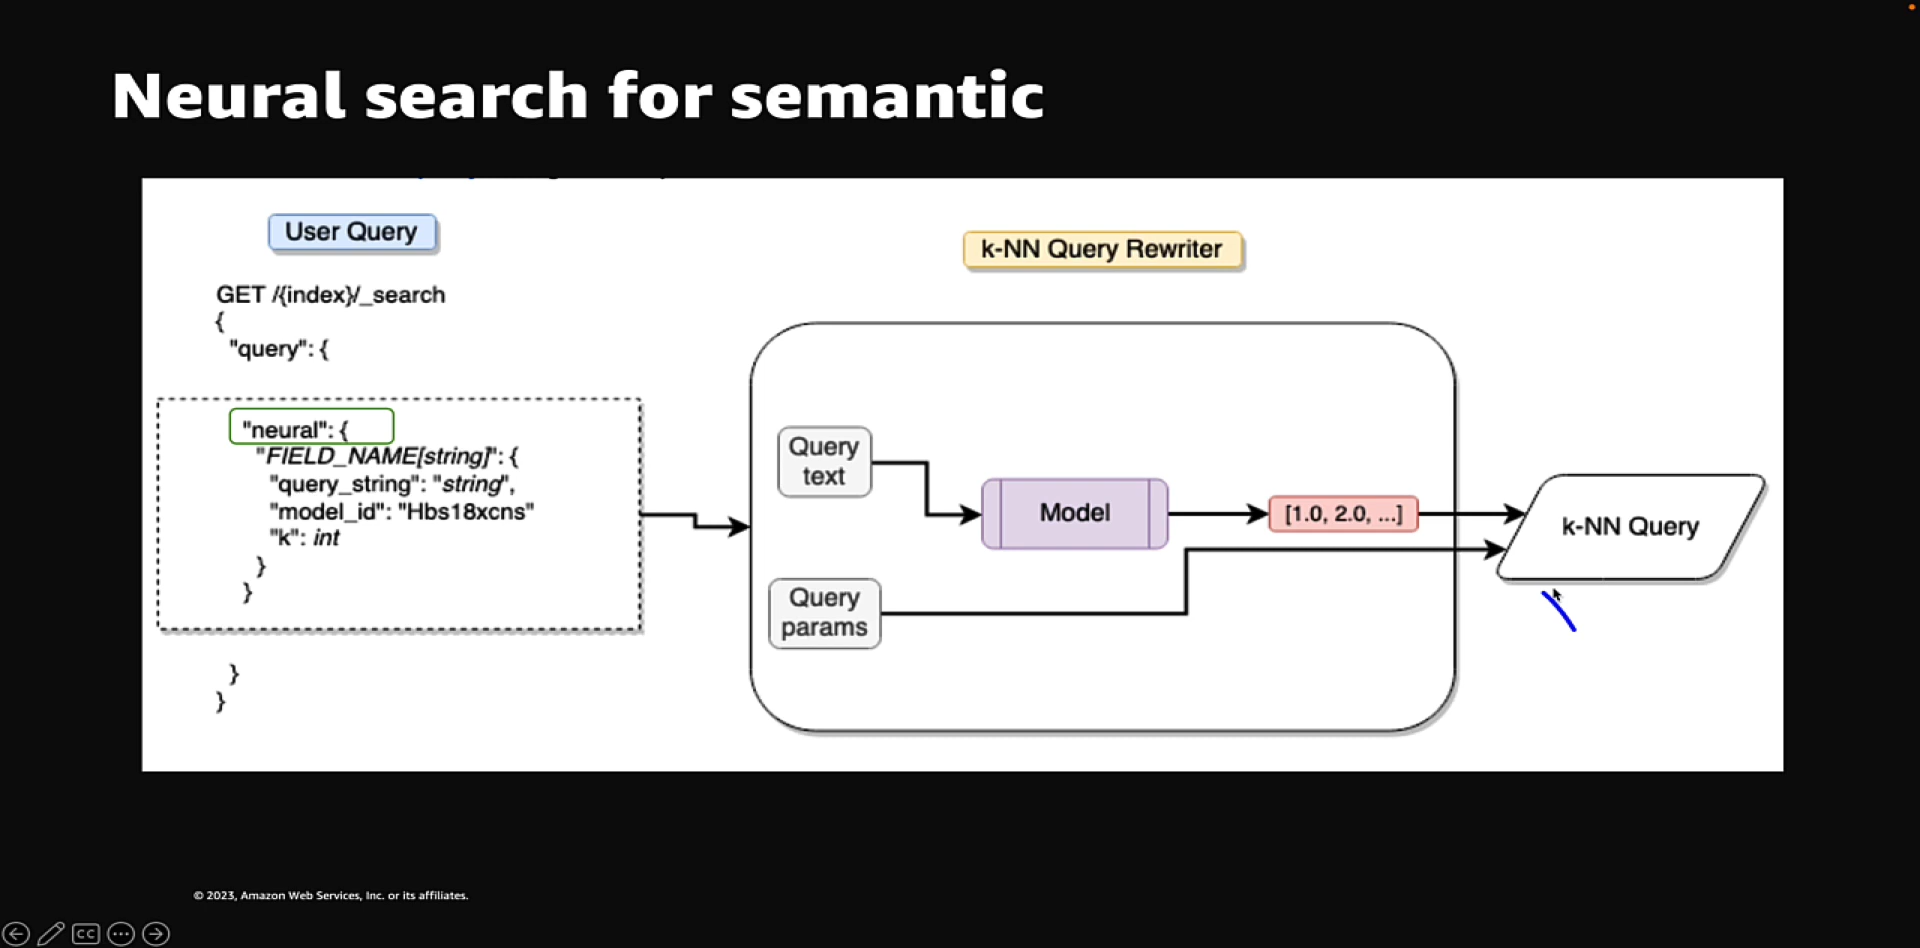 Neural search for semantic
User Query
k-NN Query Rewriter
GET /{index}/_search
{
"query": {
"neural": {
"FIELD_NAME[string]": {
"query_string": "string",
"model_id": "Hbs18xcns"
"k": int
}
}
}
}
Query
text
Model
[1.0, 2.0, ...]
k-NN Query
Query
params
© 2023, Amazon Web Services, Inc. or its affiliates.
CC